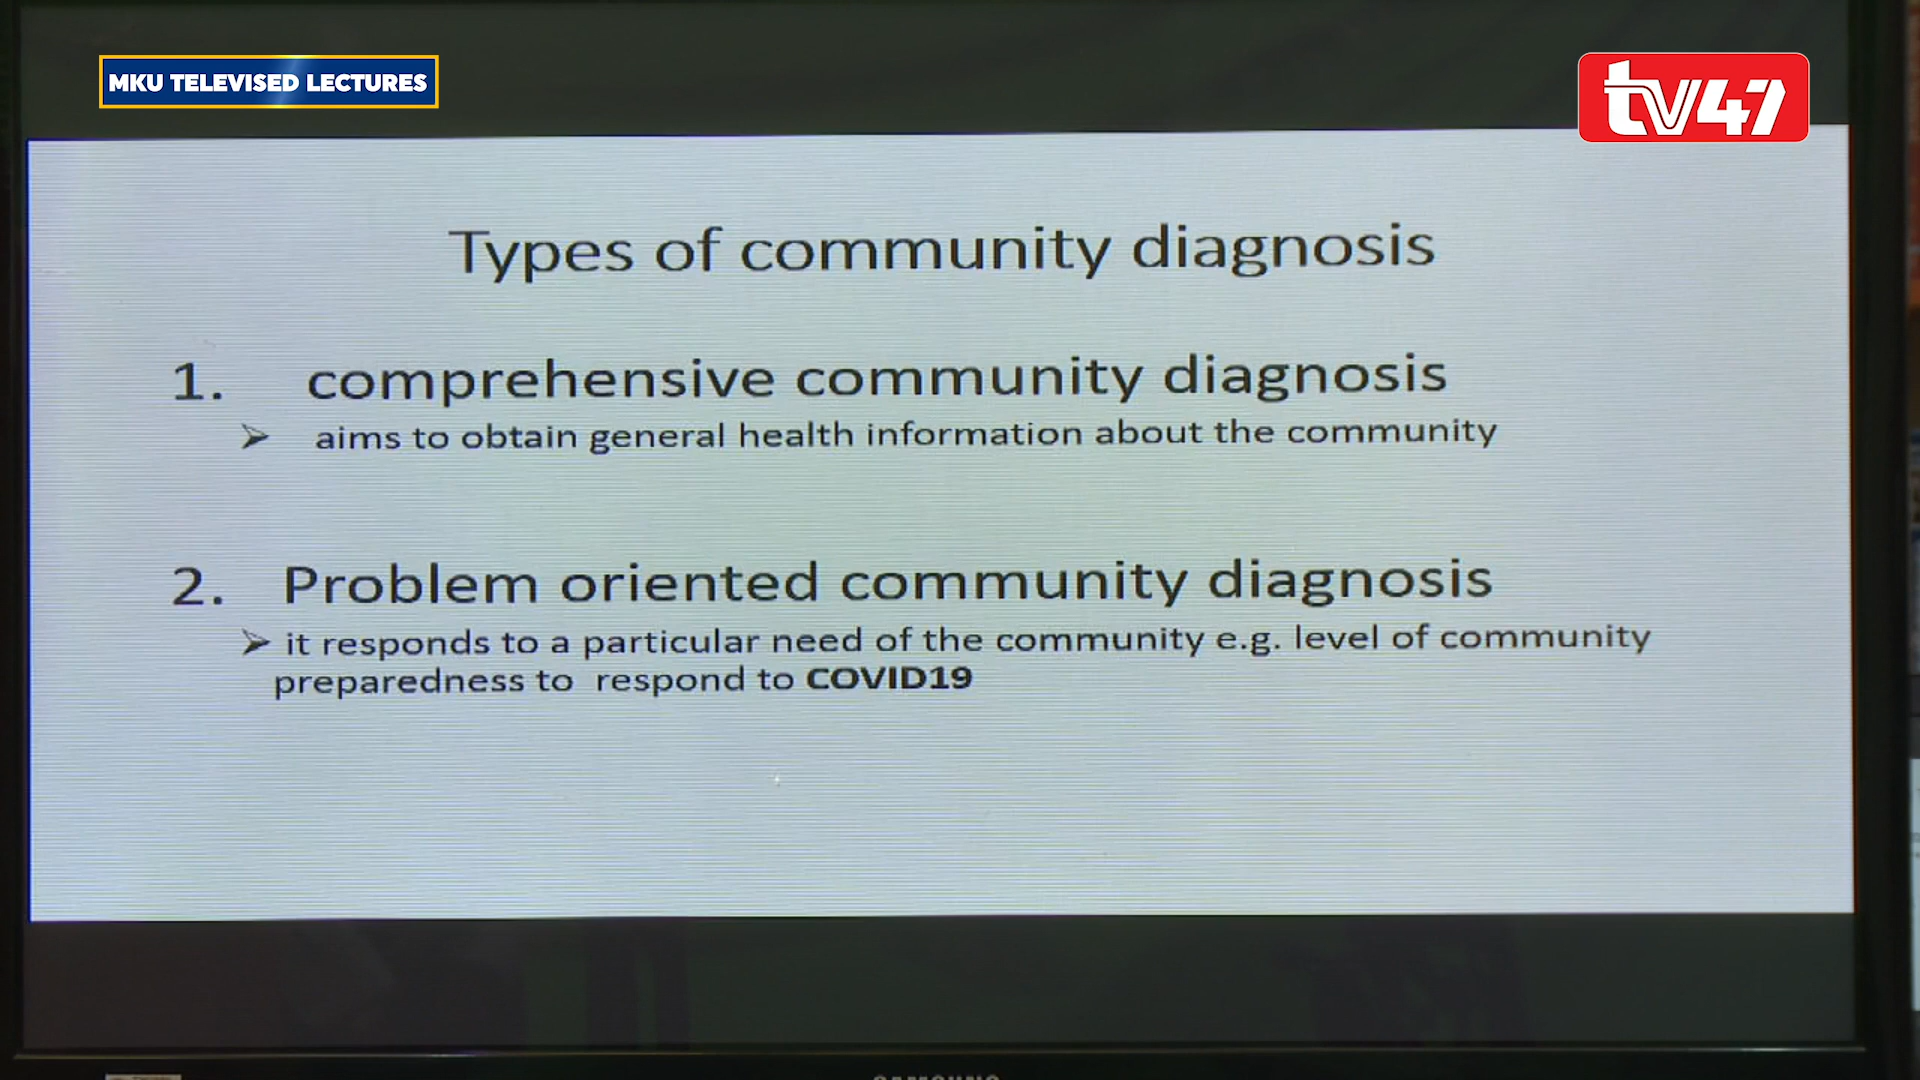 MKU TELEVISED LECTURES
tv47
Types of community diagnosis
1. comprehensive community diagnosis
➢ aims to obtain general health information about the community
2. Problem oriented community diagnosis
➢ it responds to a particular need of the community e.g. level of community
preparedness to respond to COVID19